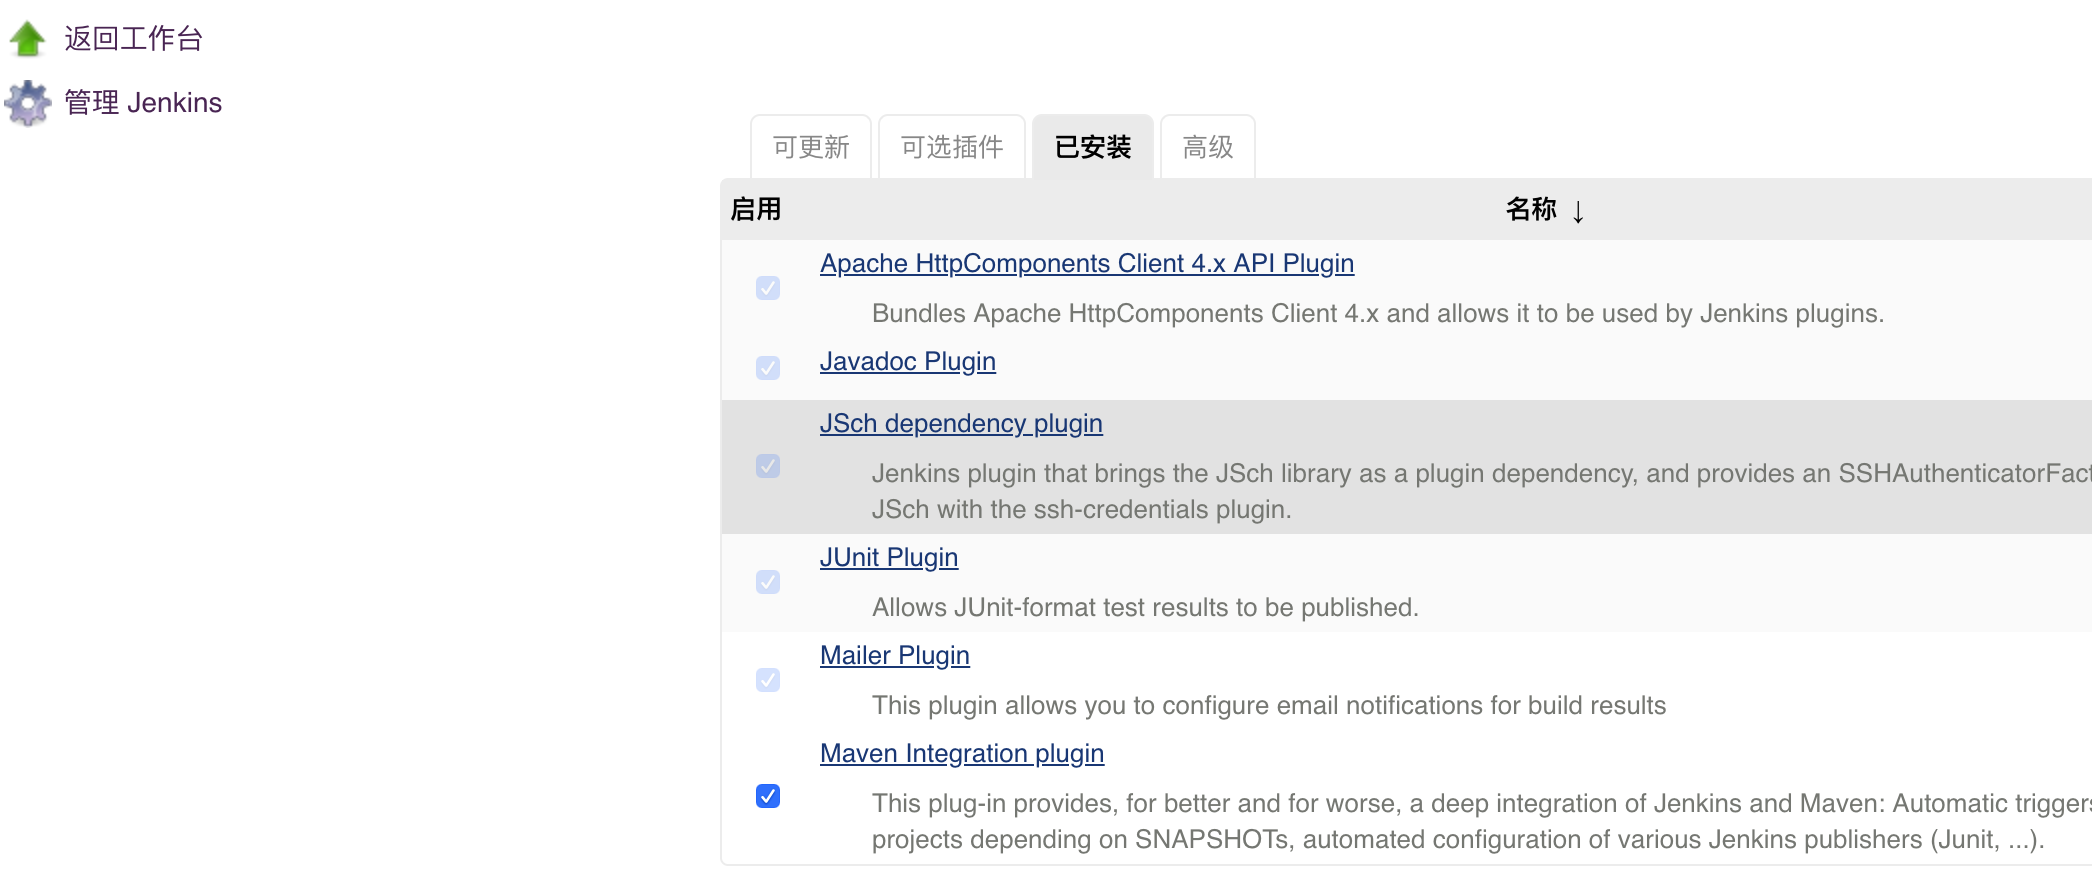 返回工作台
管理 Jenkins
可更新 可选插件 已安装 高级
启用 名称 ↓
Apache HttpComponents Client 4.x API Plugin
Bundles Apache HttpComponents Client 4.x and allows it to be used by Jenkins plugins.
Javadoc Plugin
JSch dependency plugin
Jenkins plugin that brings the JSch library as a plugin dependency, and provides an SSHAuthenticatorFact
JSch with the ssh-credentials plugin.
JUnit Plugin
Allows JUnit-format test results to be published.
Mailer Plugin
This plugin allows you to configure email notifications for build results
Maven Integration plugin
This plug-in provides, for better and for worse, a deep integration of Jenkins and Maven: Automatic triggers
projects depending on SNAPSHOTs, automated configuration of various Jenkins publishers (Junit, ...).